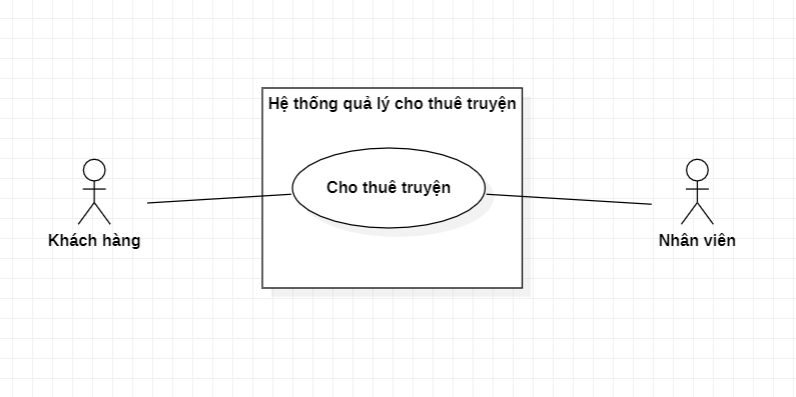 Hệ thống quả lý cho thuê truyện
Cho thuê truyện
Khách hàng
Nhân viên